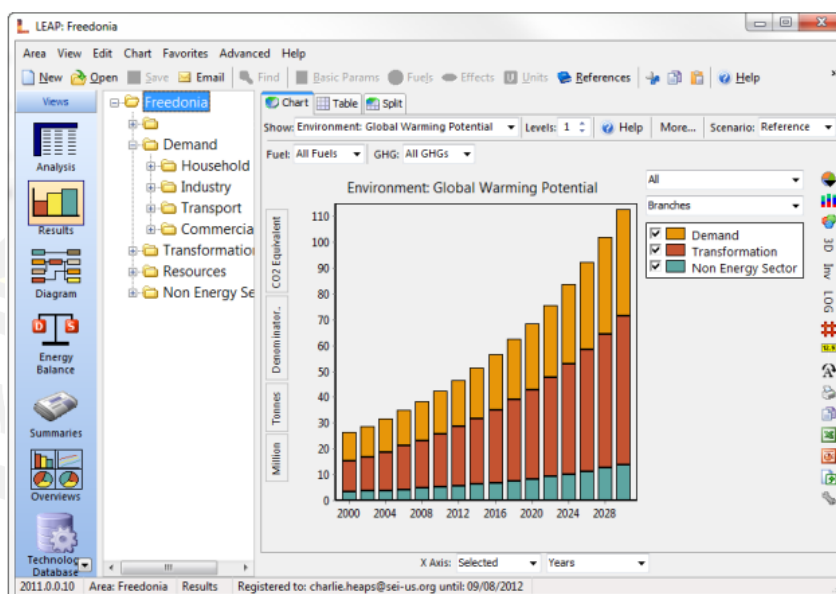 LEAP: Freedonia
Area View Edit Chart Favorites Advanced Help
New Open Save Email Find Basic Params Fuels Effects Units References Help
Views
Analysis
Results
Diagram
Energy
Balance
Summaries
Overviews
Technolog
Database
Freedonia
Demand
Household
Industry
Transport
Commercia
Transformation
Resources
Non Energy Se
Chart Table Split
Show: Environment: Global Warming Potential Levels: 1 Help More... Scenario: Reference
Fuel: All Fuels GHG: All GHGs
Environment: Global Warming Potential
CO2 Equivalent
Denominator..
Tonnes
Million
110
100
90
80
70
60
50
40
30
20
10
0
2000 2004 2008 2012 2016 2020 2024 2028
All
Branches
Demand
Transformation
Non Energy Sector
3D
Inv
LOG
X Axis: Selected Years
2011.0.0.10 Area: Freedonia Results Registered to: charlie.heaps@sei-us.org until: 09/08/2012